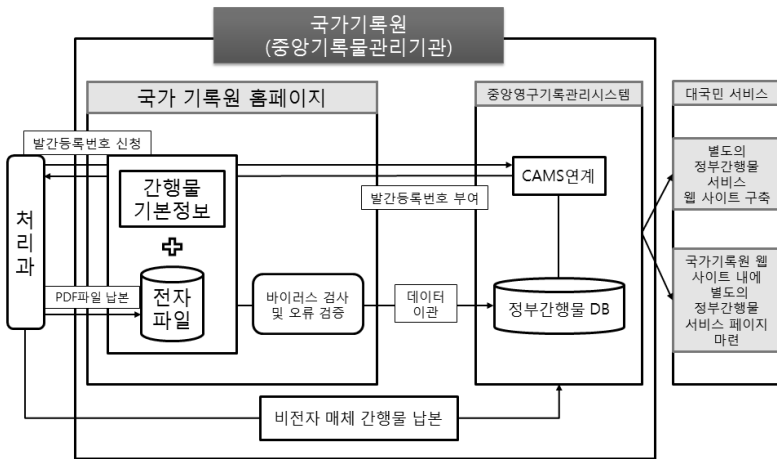 국가기록원
(중앙기록물관리기관)
국가 기록원 홈페이지
중앙영구기록관리시스템
대국민 서비스
발간등록번호 신청
처
리
과
간행물
기본정보
CAMS연계
발간등록번호 부여
별도의
정부간행물
서비스
웹 사이트 구축
PDF파일 납본
전자
파일
바이러스 검사
및 오류 검증
데이터
이관
정부간행물 DB
국가기록원 웹
사이트 내에
별도의
정부간행물
서비스 페이지
마련
비전자 매체 간행물 납본